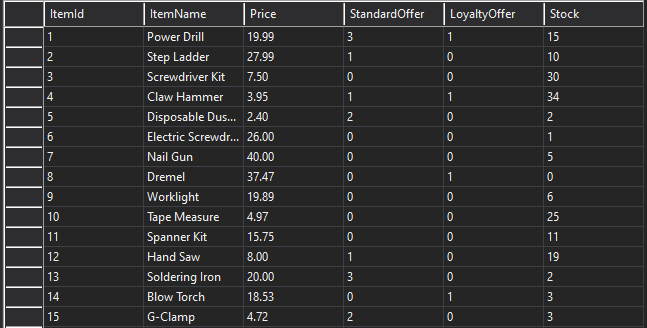 ItemId ItemName Price StandardOffer LoyaltyOffer Stock
1 Power Drill 19.99 3 1 15
2 Step Ladder 27.99 1 0 10
3 Screwdriver Kit 7.50 0 0 30
4 Claw Hammer 3.95 1 1 34
5 Disposable Dus... 2.40 2 0 2
6 Electric Screwdr... 26.00 0 0 1
7 Nail Gun 40.00 0 0 5
8 Dremel 37.47 0 1 0
9 Worklight 19.89 0 0 6
10 Tape Measure 4.97 0 0 25
11 Spanner Kit 15.75 0 0 11
12 Hand Saw 8.00 1 0 19
13 Soldering Iron 20.00 3 0 2
14 Blow Torch 18.53 0 1 3
15 G-Clamp 4.72 2 0 3